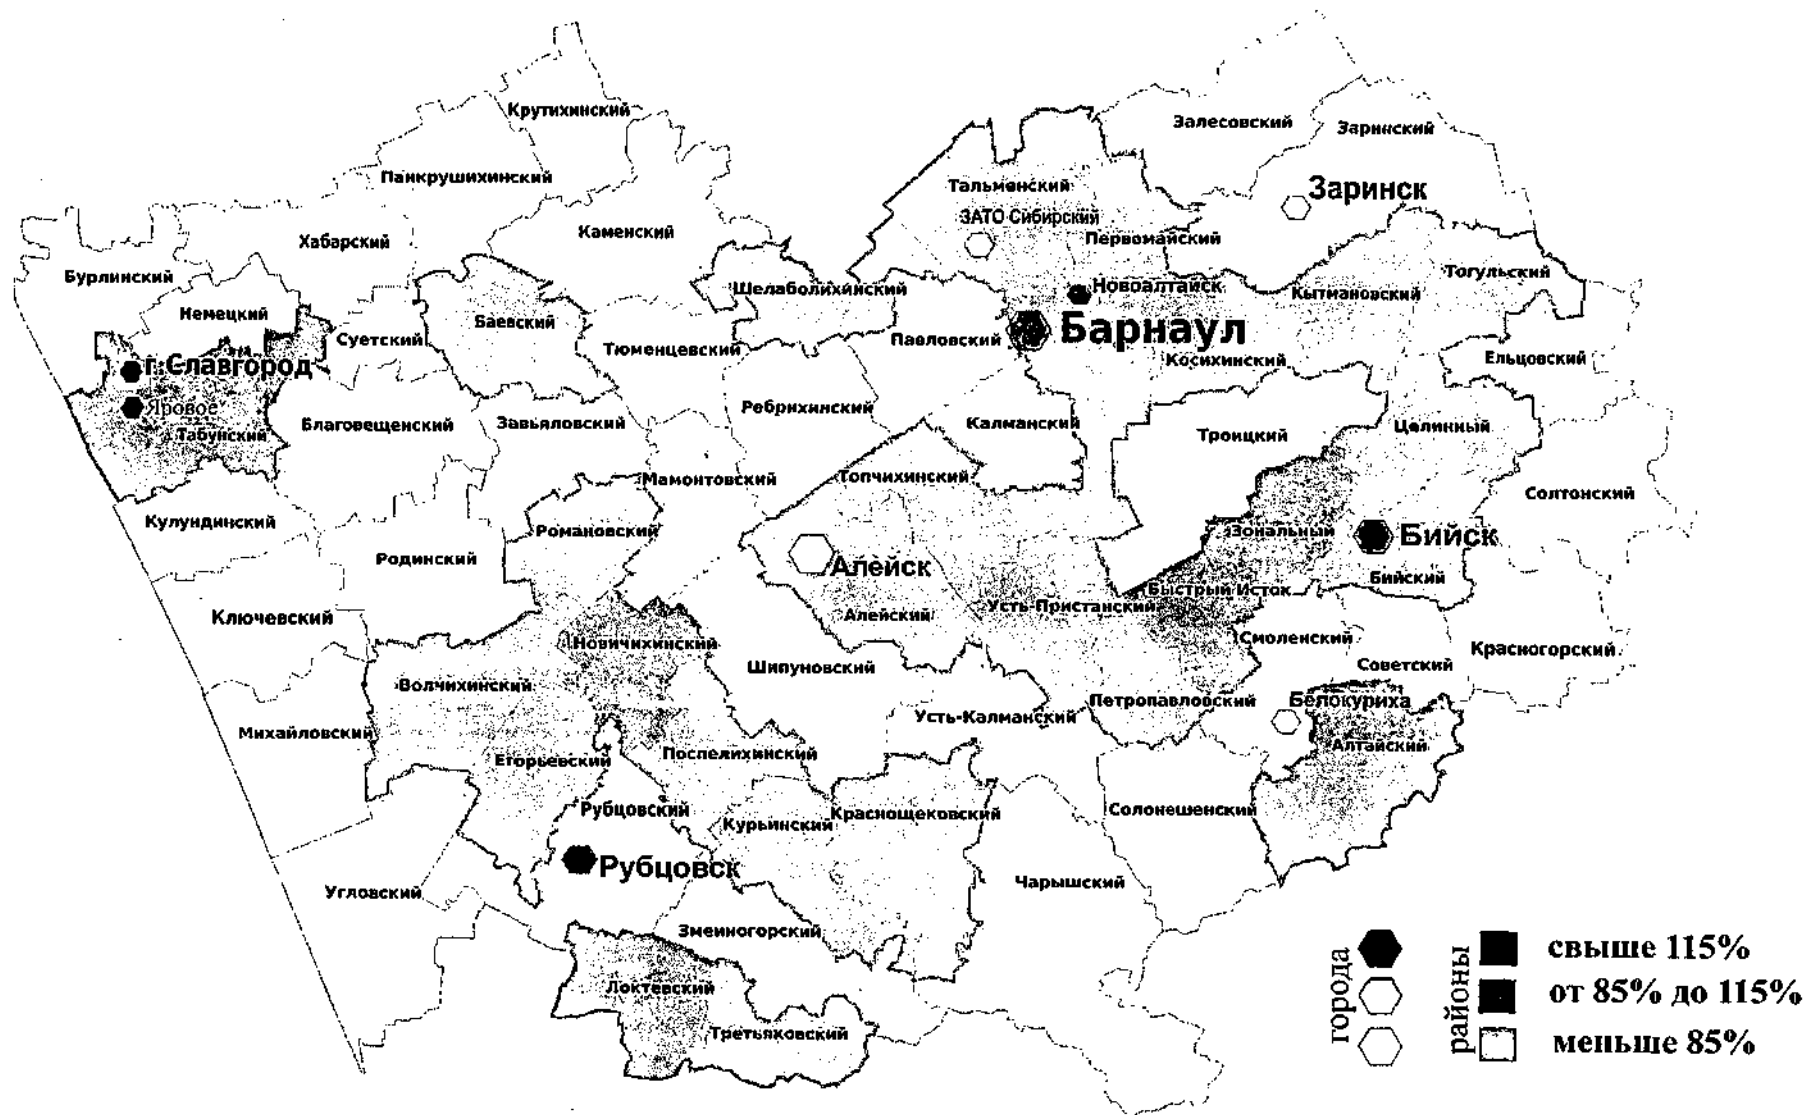 Крутихинский
Залесовский
Заринский
Панкрушихинский
Тальменский
Заринск
ЗАТО Сибирский
Хабарский
Каменский
Первомайский
Бурлинский
Тогульский
Немецкий
Шелаболихинский
Новоалтайск
Кытмановский
Суетский
Баевский
Тюменцевский
Павловский
Барнаул
Косихинский
Ельцовский
г.Славгород
Яровое
Табунский
Благовещенский
Завьяловский
Ребрихинский
Калманский
Троицкий
Целинный
Мамонтовский
Топчихинский
Солтонский
Кулундинский
Романовский
Родинский
Зональный
Бийск
Алейск
Бийский
Быстрый Исток
Ключевский
Алейский
Усть-Пристанский
Новичихинский
Смоленский
Советский
Красногорский
Шипуновский
Волчихинский
Петропавловский
Белокуриха
Усть-Калманский
Михайловский
Алтайский
Егорьевский
Поспелихинский
Рубцовский
Курьинский
Краснощековский
Солонешенский
Рубцовск
Угловский
Чарышский
Змеиногорский
Локтевский
Третьяковский
города
районы
свыше 115%
от 85% до 115%
меньше 85%